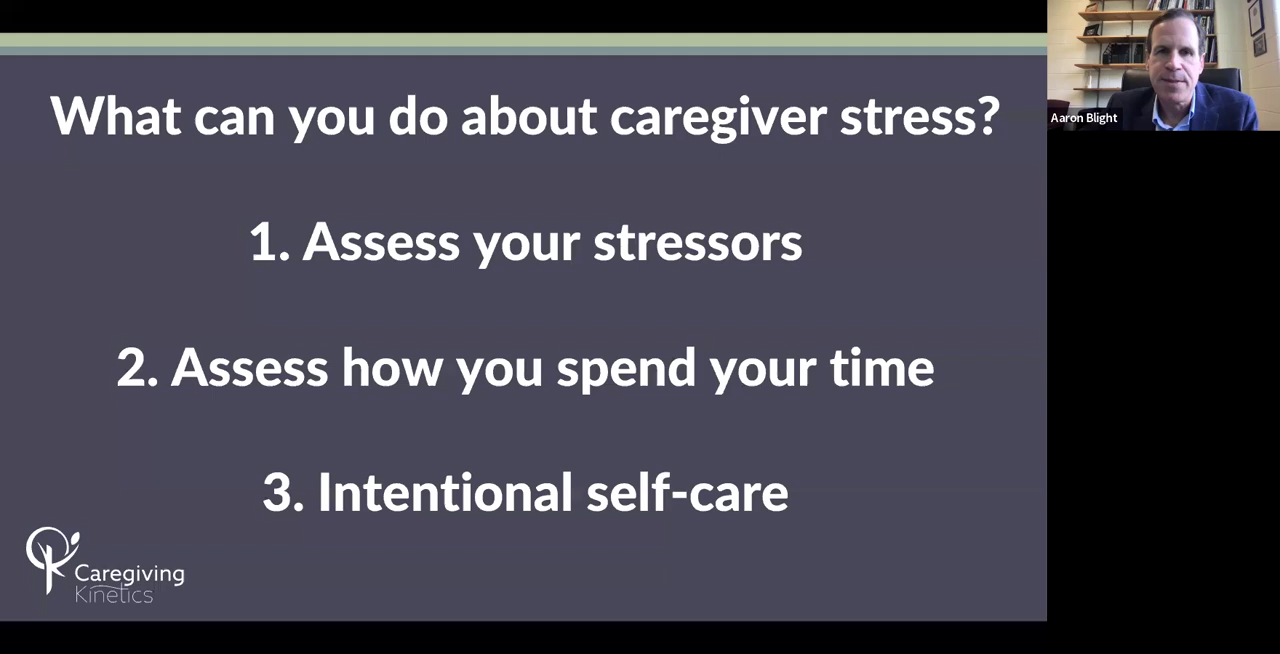 What can you do about caregiver stress?
Aaron Blight
1. Assess your stressors
2. Assess how you spend your time
3. Intentional self-care
Caregiving
Kinetics